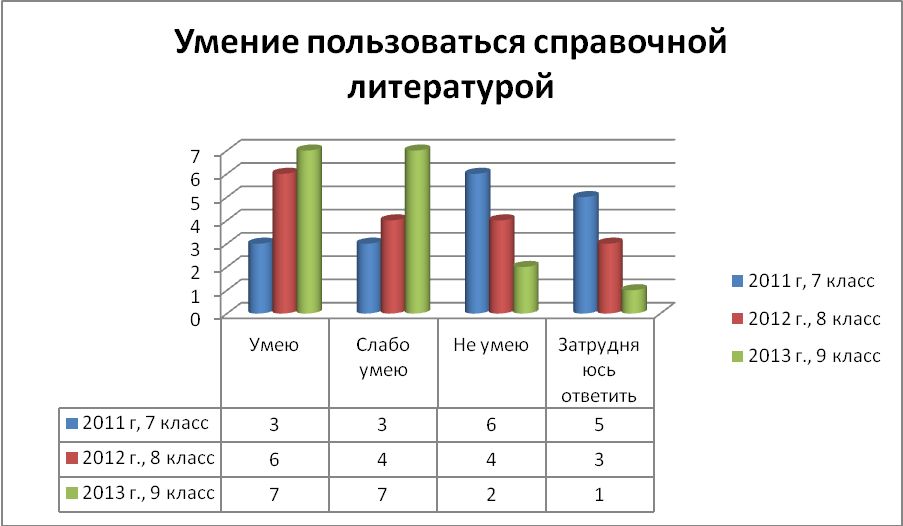 Умение пользоваться справочной
литературой
7
6
5
4
3
2
1
0
2011 г, 7 класс
2012 г., 8 класс
2013 г., 9 класс
Умею Слабо умею Не умею Затрудня юсь ответить
2011 г, 7 класс 3 3 6 5
2012 г., 8 класс 6 4 4 3
2013 г., 9 класс 7 7 2 1